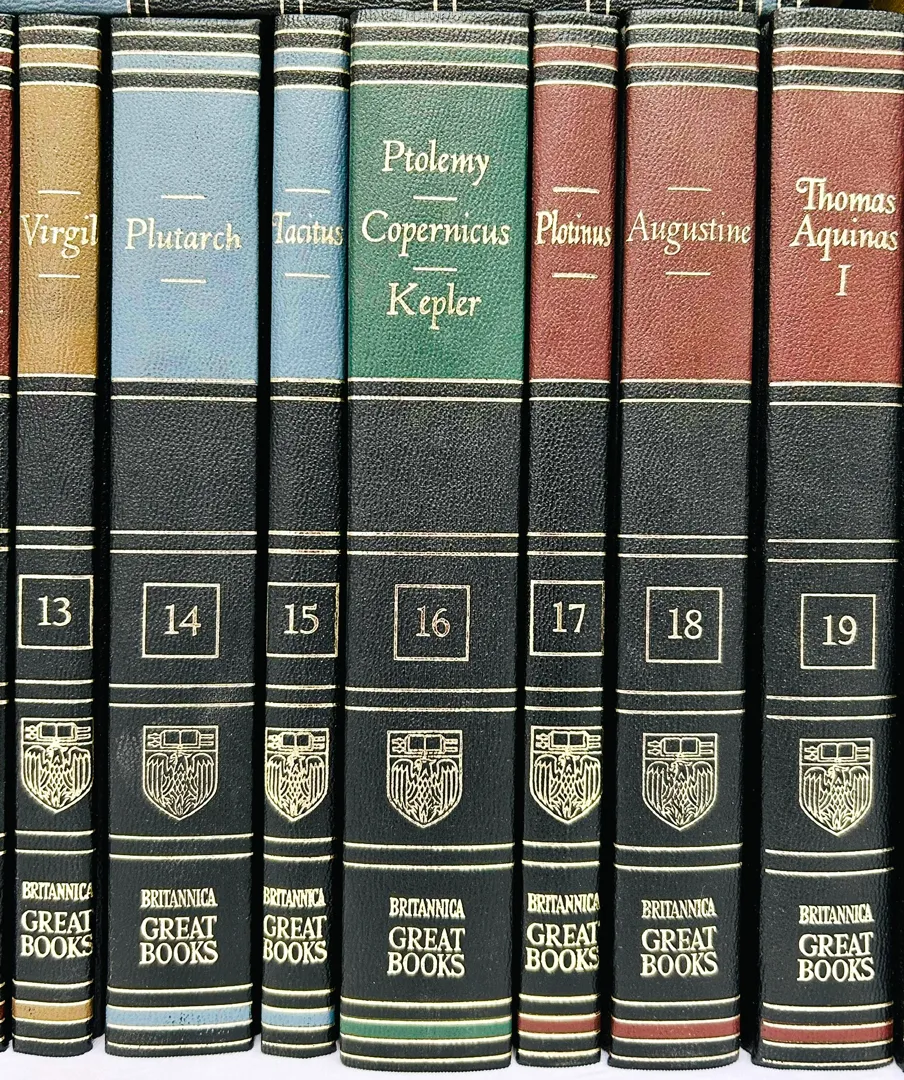 Virgil
13
BRITANNICA
GREAT
BOOKS
Plutarch
14
BRITANNICA
GREAT
BOOKS
Tacitus
15
BRITANNICA
GREAT
BOOKS
Ptolemy
Copernicus
Kepler
16
BRITANNICA
GREAT
BOOKS
Plotinus
17
BRITANNICA
GREAT
BOOKS
Augustine
18
BRITANNICA
GREAT
BOOKS
Thomas
Aquinas
I
19
BRITANNICA
GREAT
BOOKS